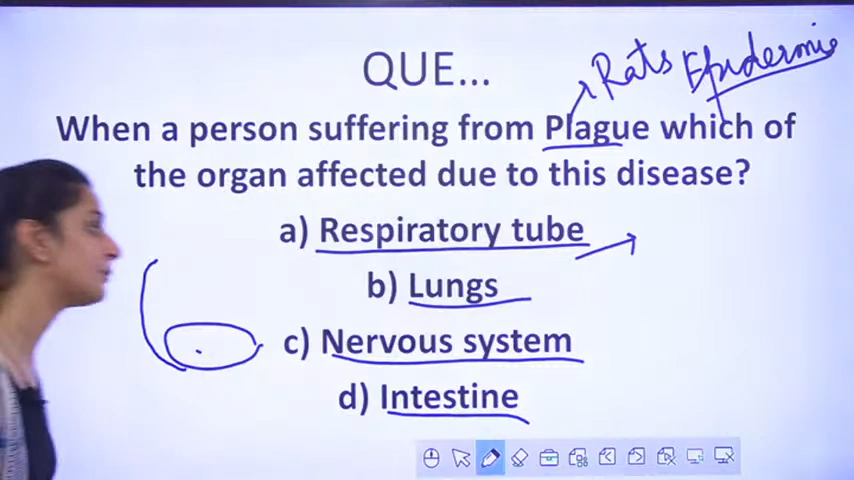 QUE...
Rats Epidermis
When a person suffering from Plague which of
the organ affected due to this disease?
a) Respiratory tube
b) Lungs
c) Nervous system
d) Intestine